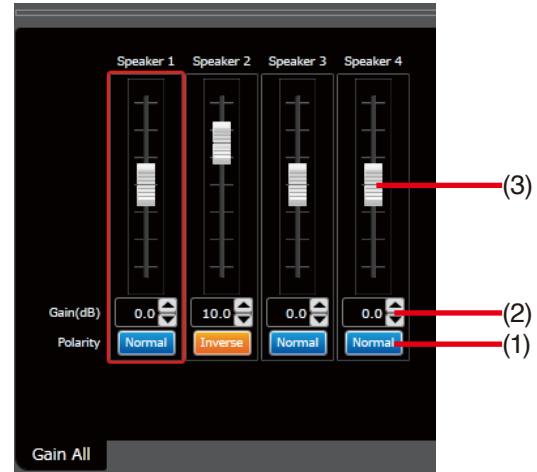 Speaker 1 Speaker 2 Speaker 3 Speaker 4
(3)
Gain(dB) 0.0 10.0 0.0 0.0 (2)
Polarity Normal Inverse Normal Normal (1)
Gain All